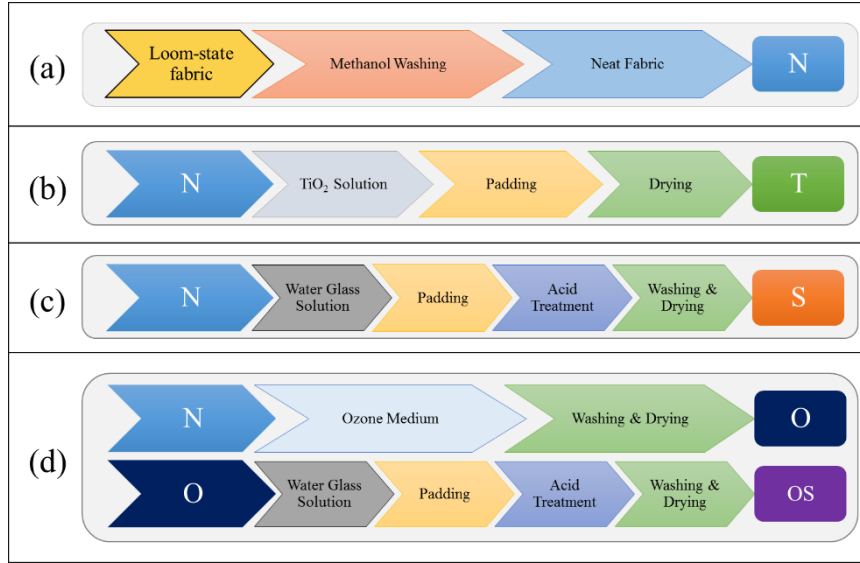 (a)
Loom-state
fabric
Methanol Washing
Neat Fabric
N
(b)
N
TiO₂ Solution
Padding
Drying
T
(c)
N
Water Glass
Solution
Padding
Acid
Treatment
Washing &
Drying
S
(d)
N
Ozone Medium
Washing & Drying
O
O
Water Glass
Solution
Padding
Acid
Treatment
Washing &
Drying
OS